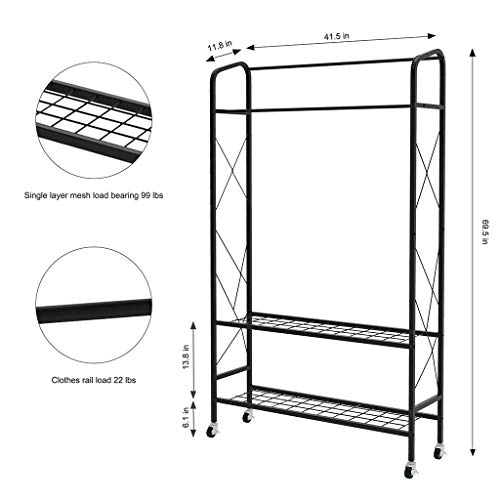 11.8 in
41.5 in
69.5 in
Single layer mesh load bearing 99 lbs
Clothes rail load 22 lbs
13.8 in
6.1 in